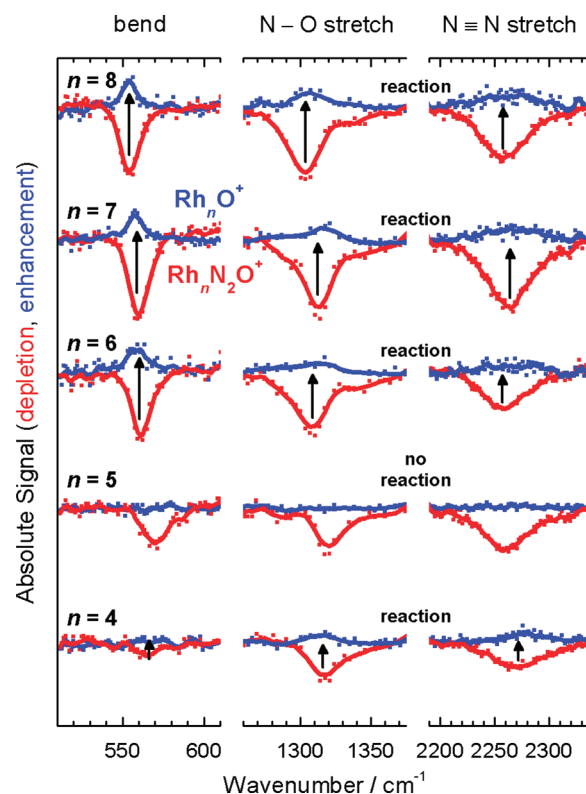 bend
N – O stretch
N ≡ N stretch
n = 8
reaction
n = 7
RhₙO⁺
reaction
RhₙN₂O⁺
n = 6
reaction
n = 5
no
reaction
n = 4
reaction
550 600 1300 1350 2200 2250 2300
Wavenumber / cm⁻¹
Absolute Signal (depletion, enhancement)